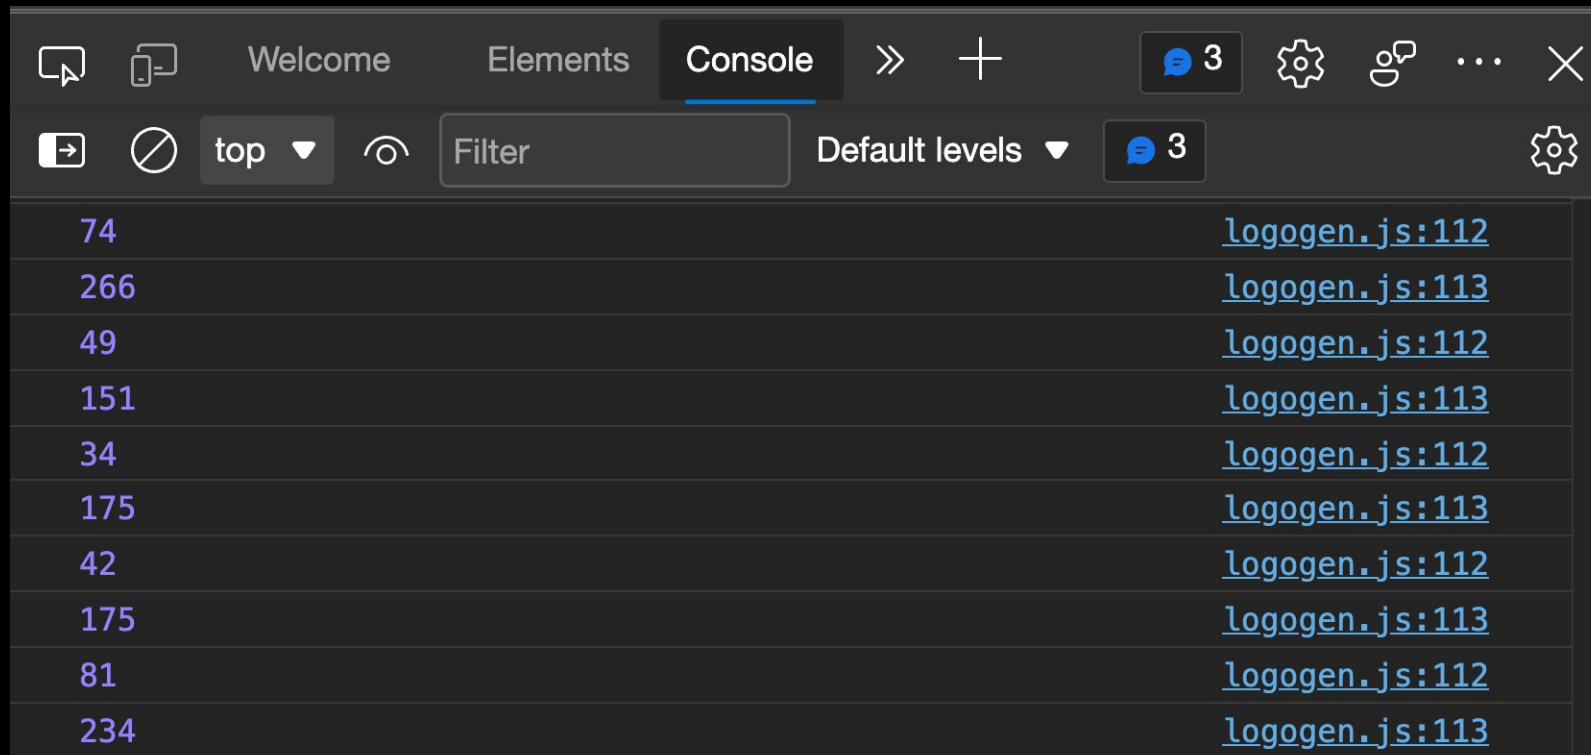 Welcome Elements Console 3
top Filter Default levels 3
74 logogen.js:112
266 logogen.js:113
49 logogen.js:112
151 logogen.js:113
34 logogen.js:112
175 logogen.js:113
42 logogen.js:112
175 logogen.js:113
81 logogen.js:112
234 logogen.js:113